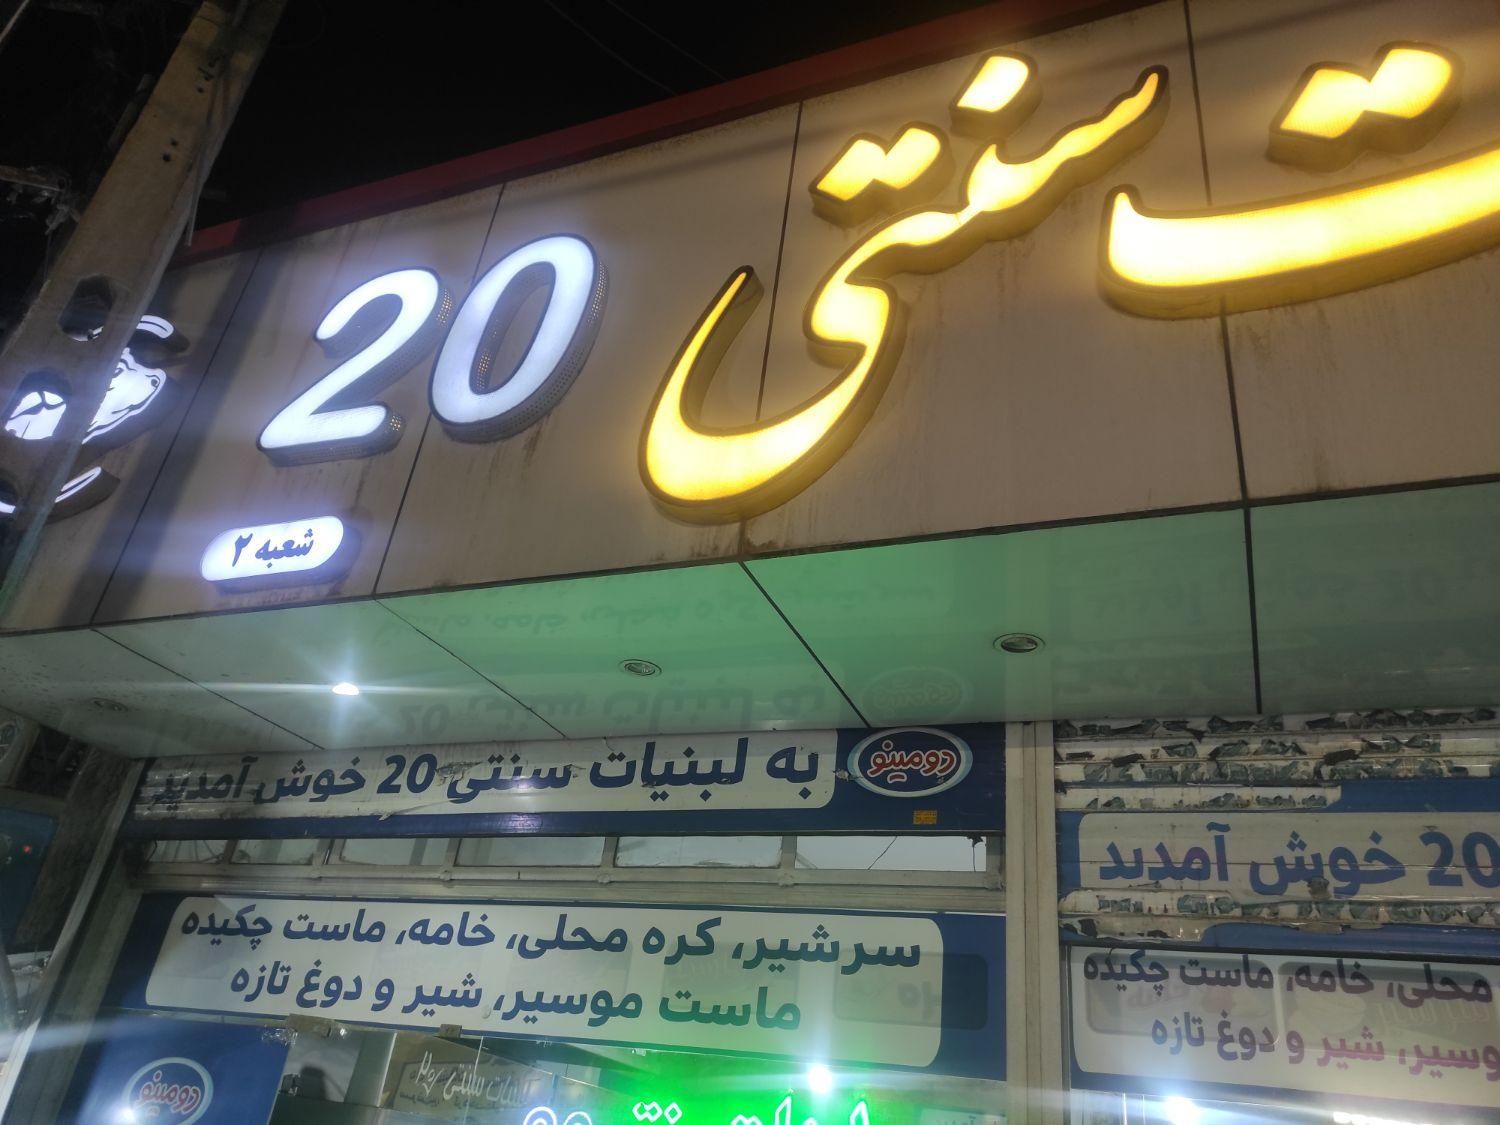 سنتی 20
شعبه ۲
به لبنیات سنتی 20 خوش آمدید
دومینو
20 خوش آمدید
سرشیر، کره محلی، خامه، ماست چکیده
ماست موسیر، شیر و دوغ تازه
محلی، خامه، ماست چکیده
وسیر، شیر و دوغ تازه
دومینو